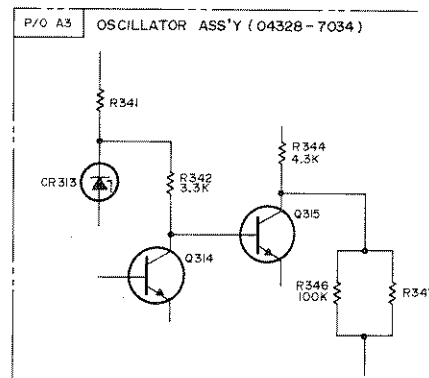 P/O A3 OSCILLATOR ASS'Y (04328-7034)
R341
R344
4.3K
R342
3.3K
CR313
Q315
Q314
R346
100K
R347